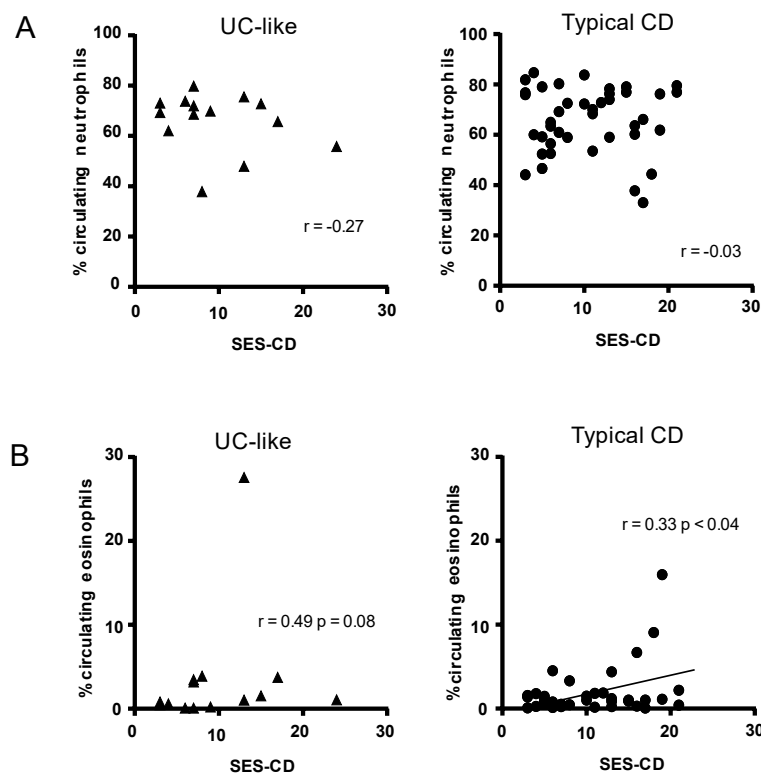 A
UC-like
% circulating neutrophils
100
80
60
40
20
0
0 10 20 30
SES-CD
r = -0.27
Typical CD
% circulating neutrophils
100
80
60
40
20
0
0 10 20 30
SES-CD
r = -0.03
B
UC-like
%circulating eosinophils
30
20
10
0
0 10 20 30
SES-CD
r = 0.49 p = 0.08
Typical CD
%circulating eosinophils
30
20
10
0
0 10 20 30
SES-CD
r = 0.33 p < 0.04